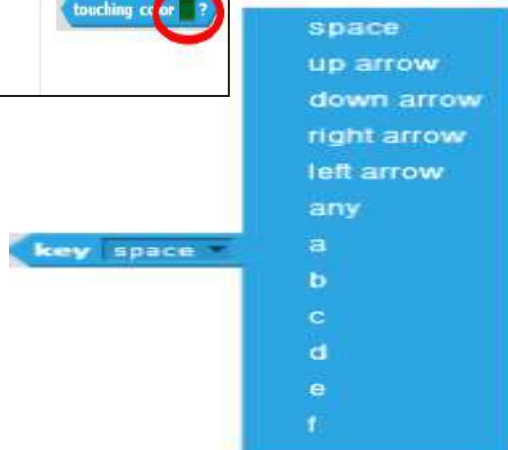 touching color ?
space
up arrow
down arrow
right arrow
left arrow
any
key space
a
b
c
d
e
f